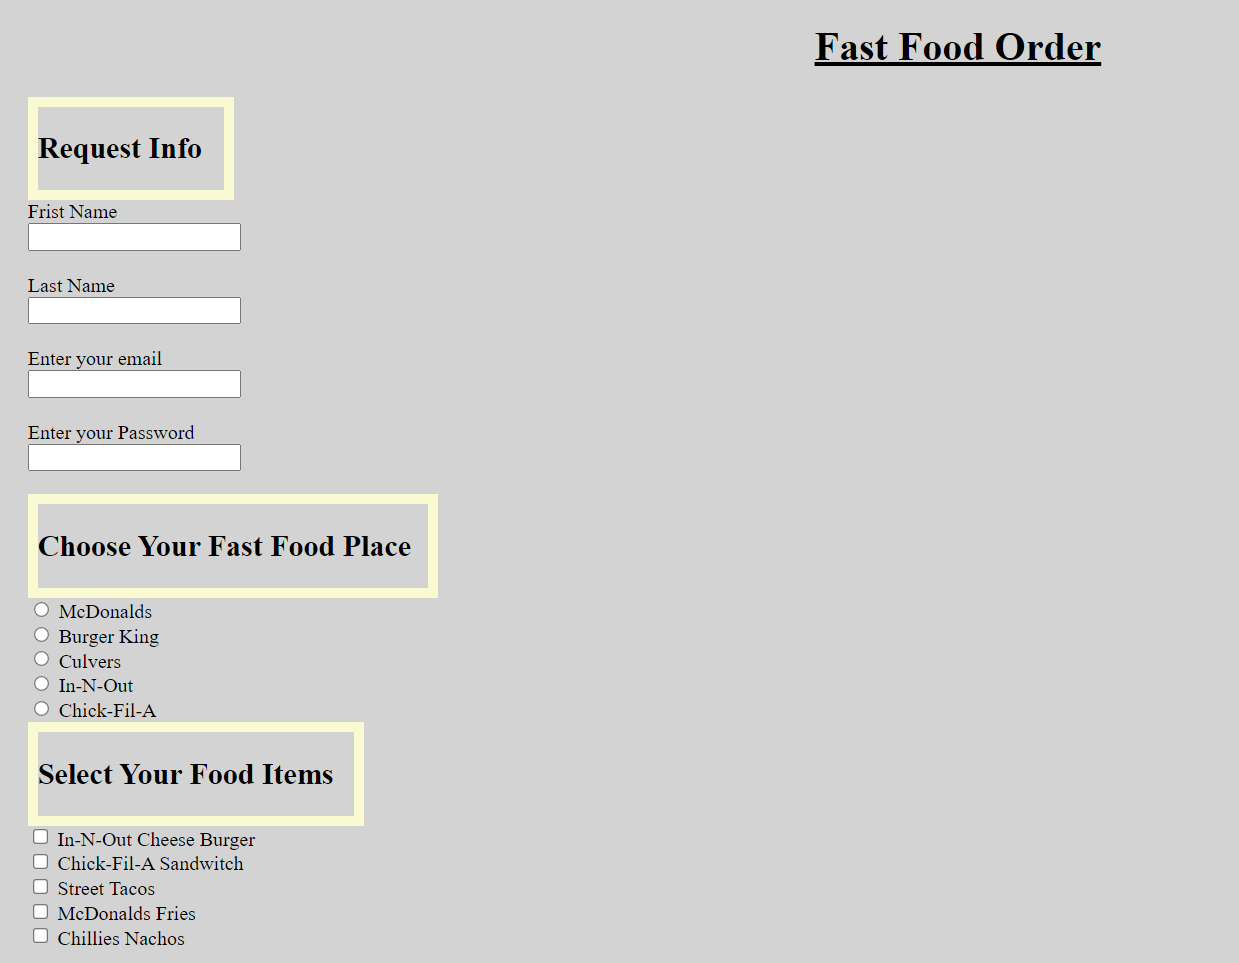 Fast Food Order
Request Info
Frist Name
Last Name
Enter your email
Enter your Password
Choose Your Fast Food Place
McDonalds
Burger King
Culvers
In-N-Out
Chick-Fil-A
Select Your Food Items
In-N-Out Cheese Burger
Chick-Fil-A Sandwitch
Street Tacos
McDonalds Fries
Chillies Nachos